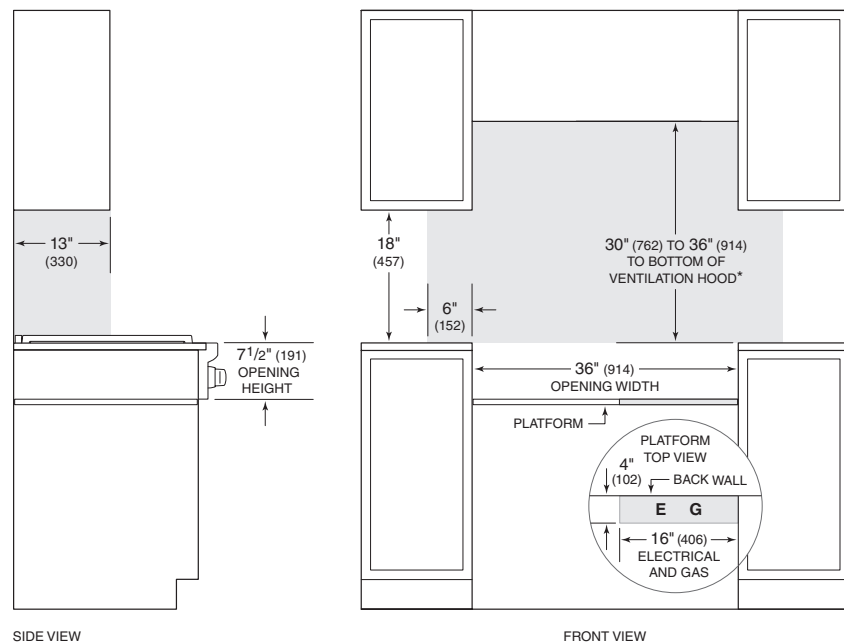 13"
(330)
7 1/2" (191)
OPENING
HEIGHT
SIDE VIEW
18"
(457)
30" (762) TO 36" (914)
TO BOTTOM OF
VENTILATION HOOD*
6"
(152)
36" (914)
OPENING WIDTH
PLATFORM
PLATFORM
TOP VIEW
4"
(102)
BACK WALL
E G
16" (406)
ELECTRICAL
AND GAS
FRONT VIEW